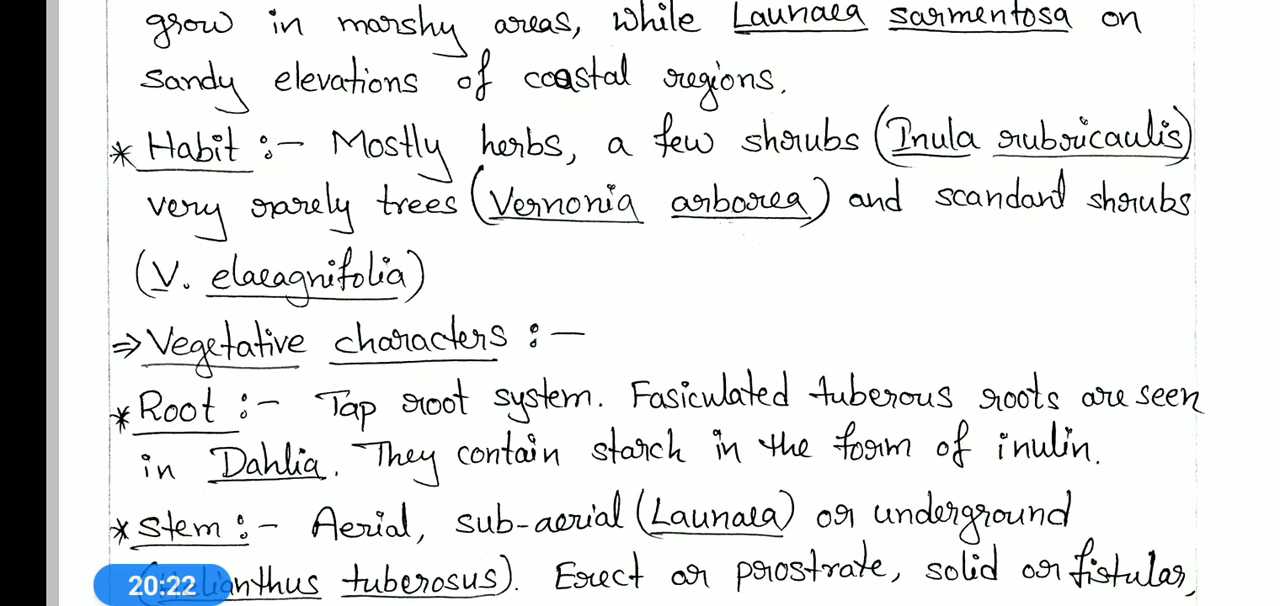 grow in marshy areas, while Launaea sarmentosa on
sandy elevations of coastal regions.
* Habit :- Mostly herbs, a few shrubs (Inula rubricaulis)
very rarely trees (Vernonia arborea) and scandant shrubs
(V. elaeagnifolia)
⇒ Vegetative characters :-
* Root :- Tap root system. Fasiculated tuberous roots are seen
in Dahlia. They contain starch in the form of inulin.
* Stem :- Aerial, sub-aerial (Launaea) or underground
20:22 lianthus tuberosus). Erect or prostrate, solid or fistular,